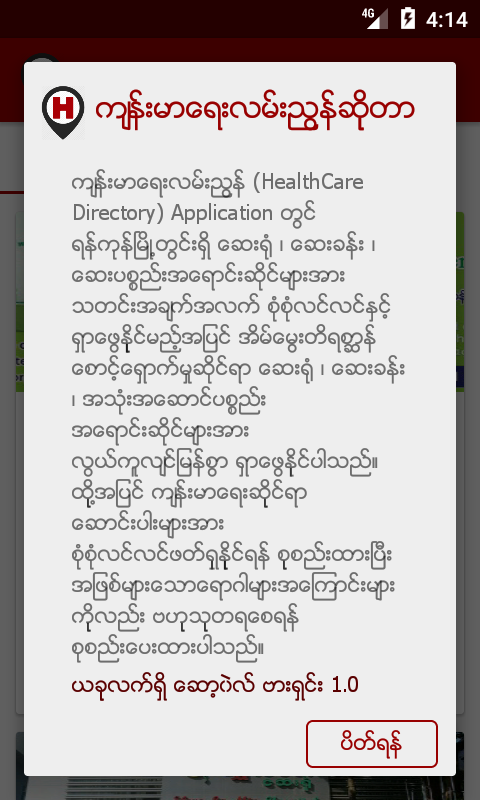 4G 4:14
H ကျန်းမာရေးလမ်းညွှန်ဆိုတာ
ကျန်းမာရေးလမ်းညွှန် (HealthCare
Directory) Application တွင်
ရန်ကုန်မြို့တွင်းရှိ ဆေးရုံ ၊ ဆေးခန်း ၊
ဆေးပစ္စည်းအရောင်းဆိုင်များအား
သတင်းအချက်အလက် စုံစုံလင်လင်နှင့်
ရှာဖွေနိုင်မည့်အပြင် အိမ်မွေးတိရစ္ဆာန်
စောင့်ရှောက်မှုဆိုင်ရာ ဆေးရုံ ၊ ဆေးခန်း
၊ အသုံးအဆောင်ပစ္စည်း
အရောင်းဆိုင်များအား
လွယ်ကူလျင်မြန်စွာ ရှာဖွေနိုင်ပါသည်။
ထို့အပြင် ကျန်းမာရေးဆိုင်ရာ
ဆောင်းပါးများအား
စုံစုံလင်လင်ဖတ်ရှုနိုင်ရန် စုစည်းထားပြီး
အဖြစ်များသောရောဂါများအကြောင်းများ
ကိုလည်း ဗဟုသုတရစေရန်
စုစည်းပေးထားပါသည်။
ယခုလက်ရှိ ဆော့ဂဲလ် ဗားရှင်း 1.0
ပိတ်ရန်